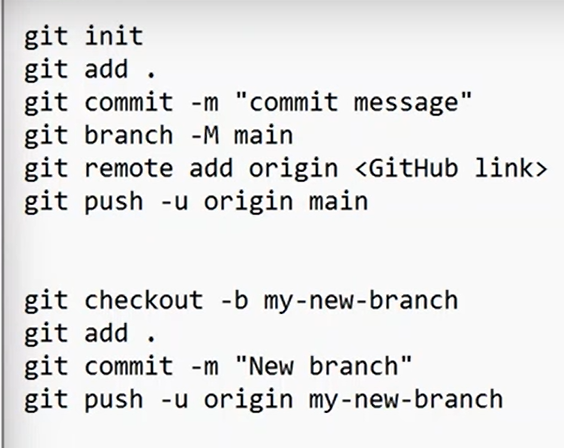 git init
git add .
git commit -m "commit message"
git branch -M main
git remote add origin <GitHub link>
git push -u origin main
git checkout -b my-new-branch
git add .
git commit -m "New branch"
git push -u origin my-new-branch